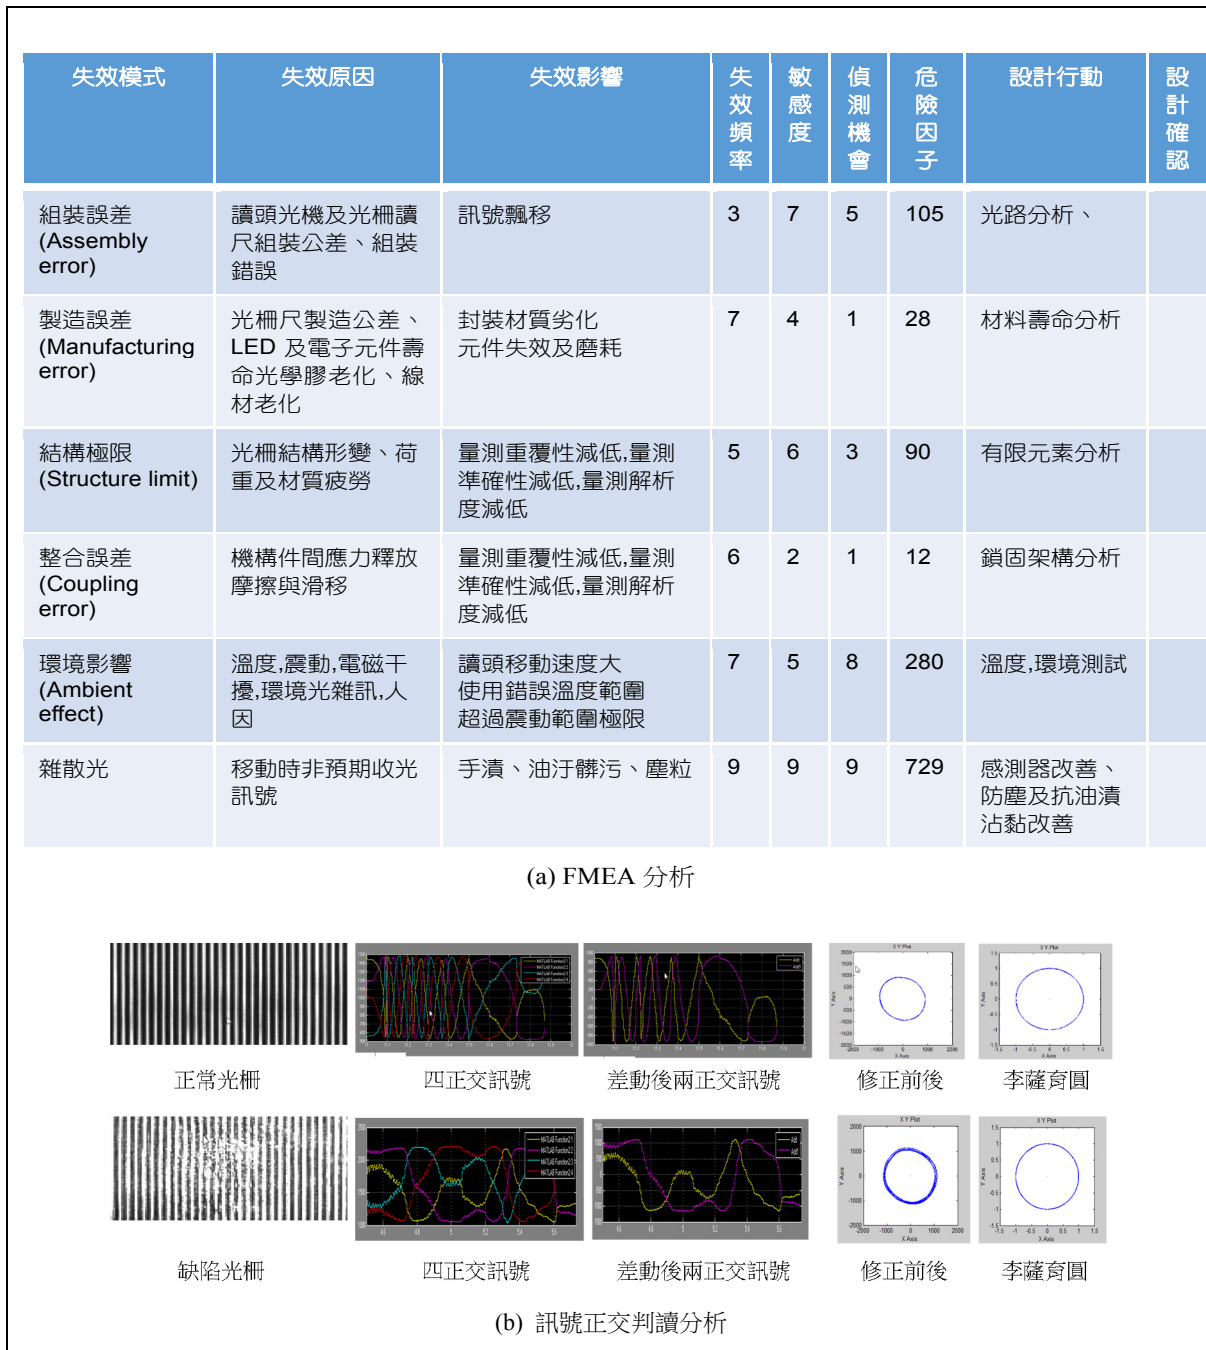 失效模式 失效原因 失效影響 失效頻率 敏感度 偵測機會 危險因子 設計行動 設計確認
組裝誤差 讀頭光機及光柵讀 訊號飄移 3 7 5 105 光路分析、
(Assembly 尺組裝公差、組裝
error) 錯誤
製造誤差 光柵尺製造公差、 封裝材質劣化 7 4 1 28 材料壽命分析
(Manufacturing LED 及電子元件壽 元件失效及磨耗
error) 命光學膠老化、線
材老化
結構極限 光柵結構形變、荷 量測重覆性減低,量測 5 6 3 90 有限元素分析
(Structure limit) 重及材質疲勞 準確性減低,量測解析
度減低
整合誤差 機構件間應力釋放 量測重覆性減低,量測 6 2 1 12 鎖固架構分析
(Coupling 摩擦與滑移 準確性減低,量測解析
error) 度減低
環境影響 溫度,震動,電磁干 讀頭移動速度大 7 5 8 280 溫度,環境測試
(Ambient 擾,環境光雜訊,人 使用錯誤溫度範圍
effect) 因 超過震動範圍極限
雜散光 移動時非預期收光 手漬、油汙髒污、塵粒 9 9 9 729 感測器改善、
訊號 防塵及抗油漬
沾黏改善
(a) FMEA 分析
X Y Plot X Y Plot
Y Axis Y Axis
X Axis X Axis
正常光柵 四正交訊號 差動後兩正交訊號 修正前後 李薩育圓
X Y Plot X Y Plot
Y Axis Y Axis
X Axis X Axis
缺陷光柵 四正交訊號 差動後兩正交訊號 修正前後 李薩育圓
(b) 訊號正交判讀分析